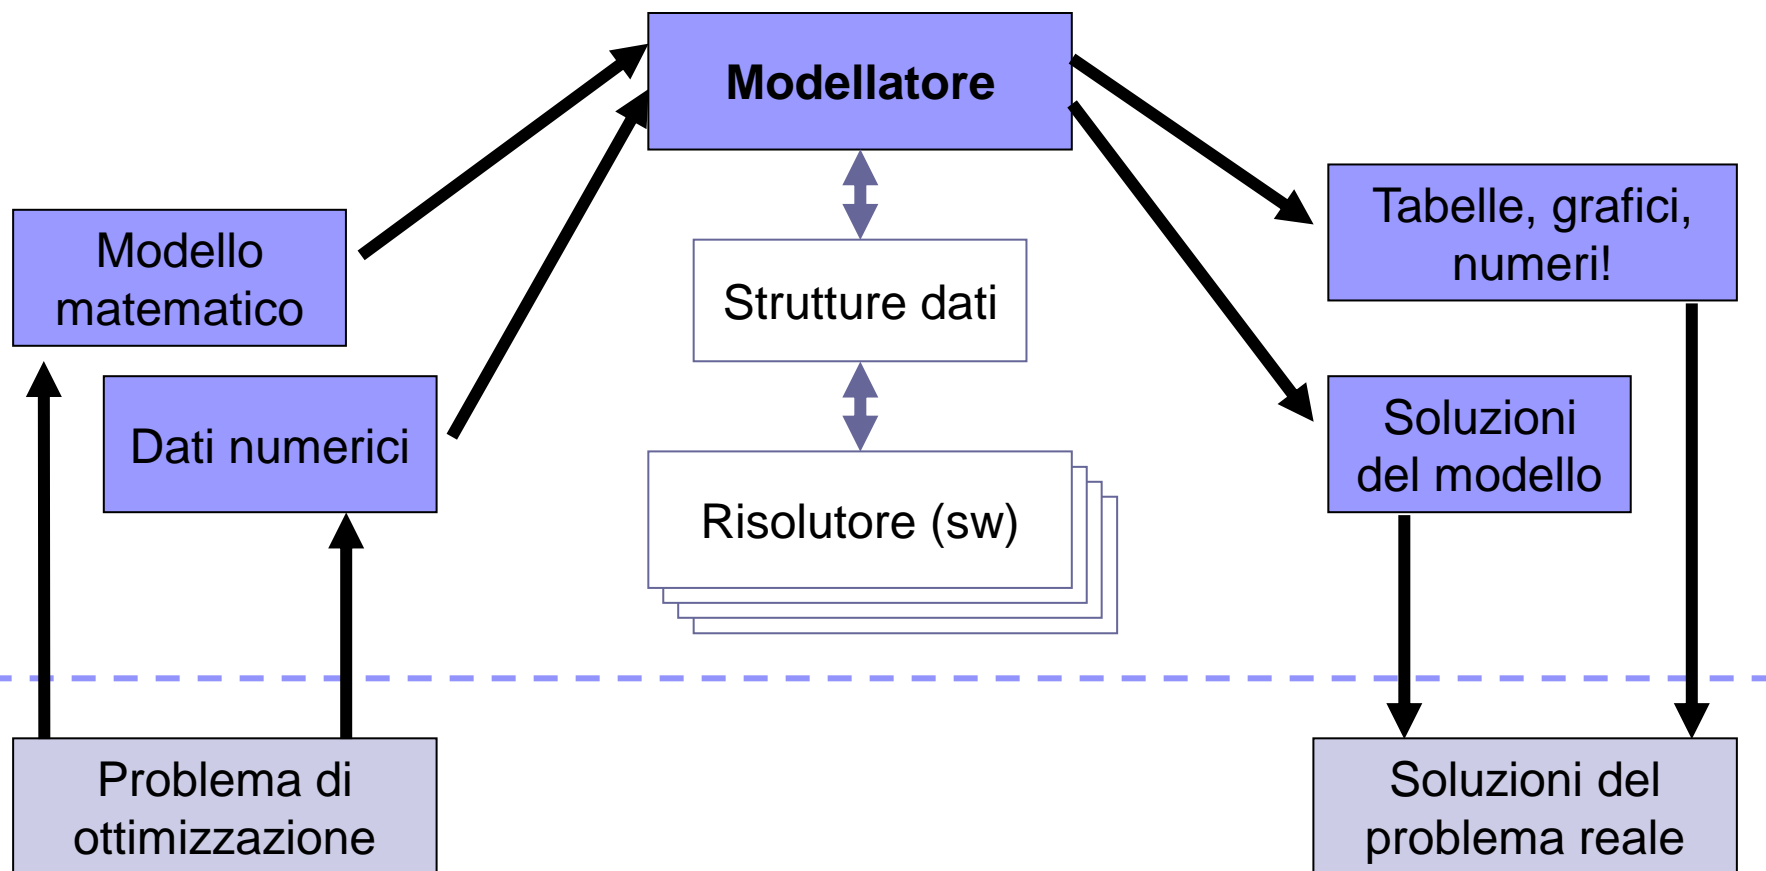 Modellatore
Modello
matematico
Dati numerici
Strutture dati
Risolutore (sw)
Tabelle, grafici,
numeri!
Soluzioni
del modello
Problema di
ottimizzazione
Soluzioni del
problema reale